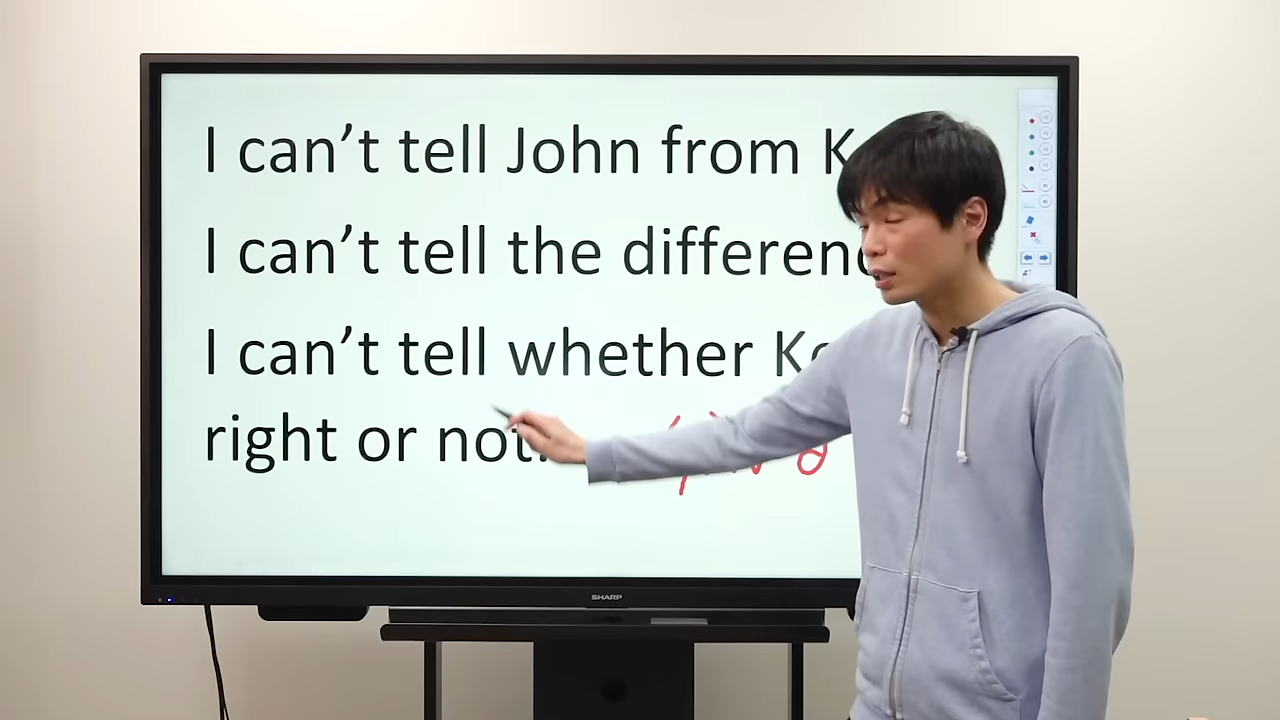 I can't tell John from K
I can't tell the differenc
I can't tell whether Ke
right or not.
SHARP